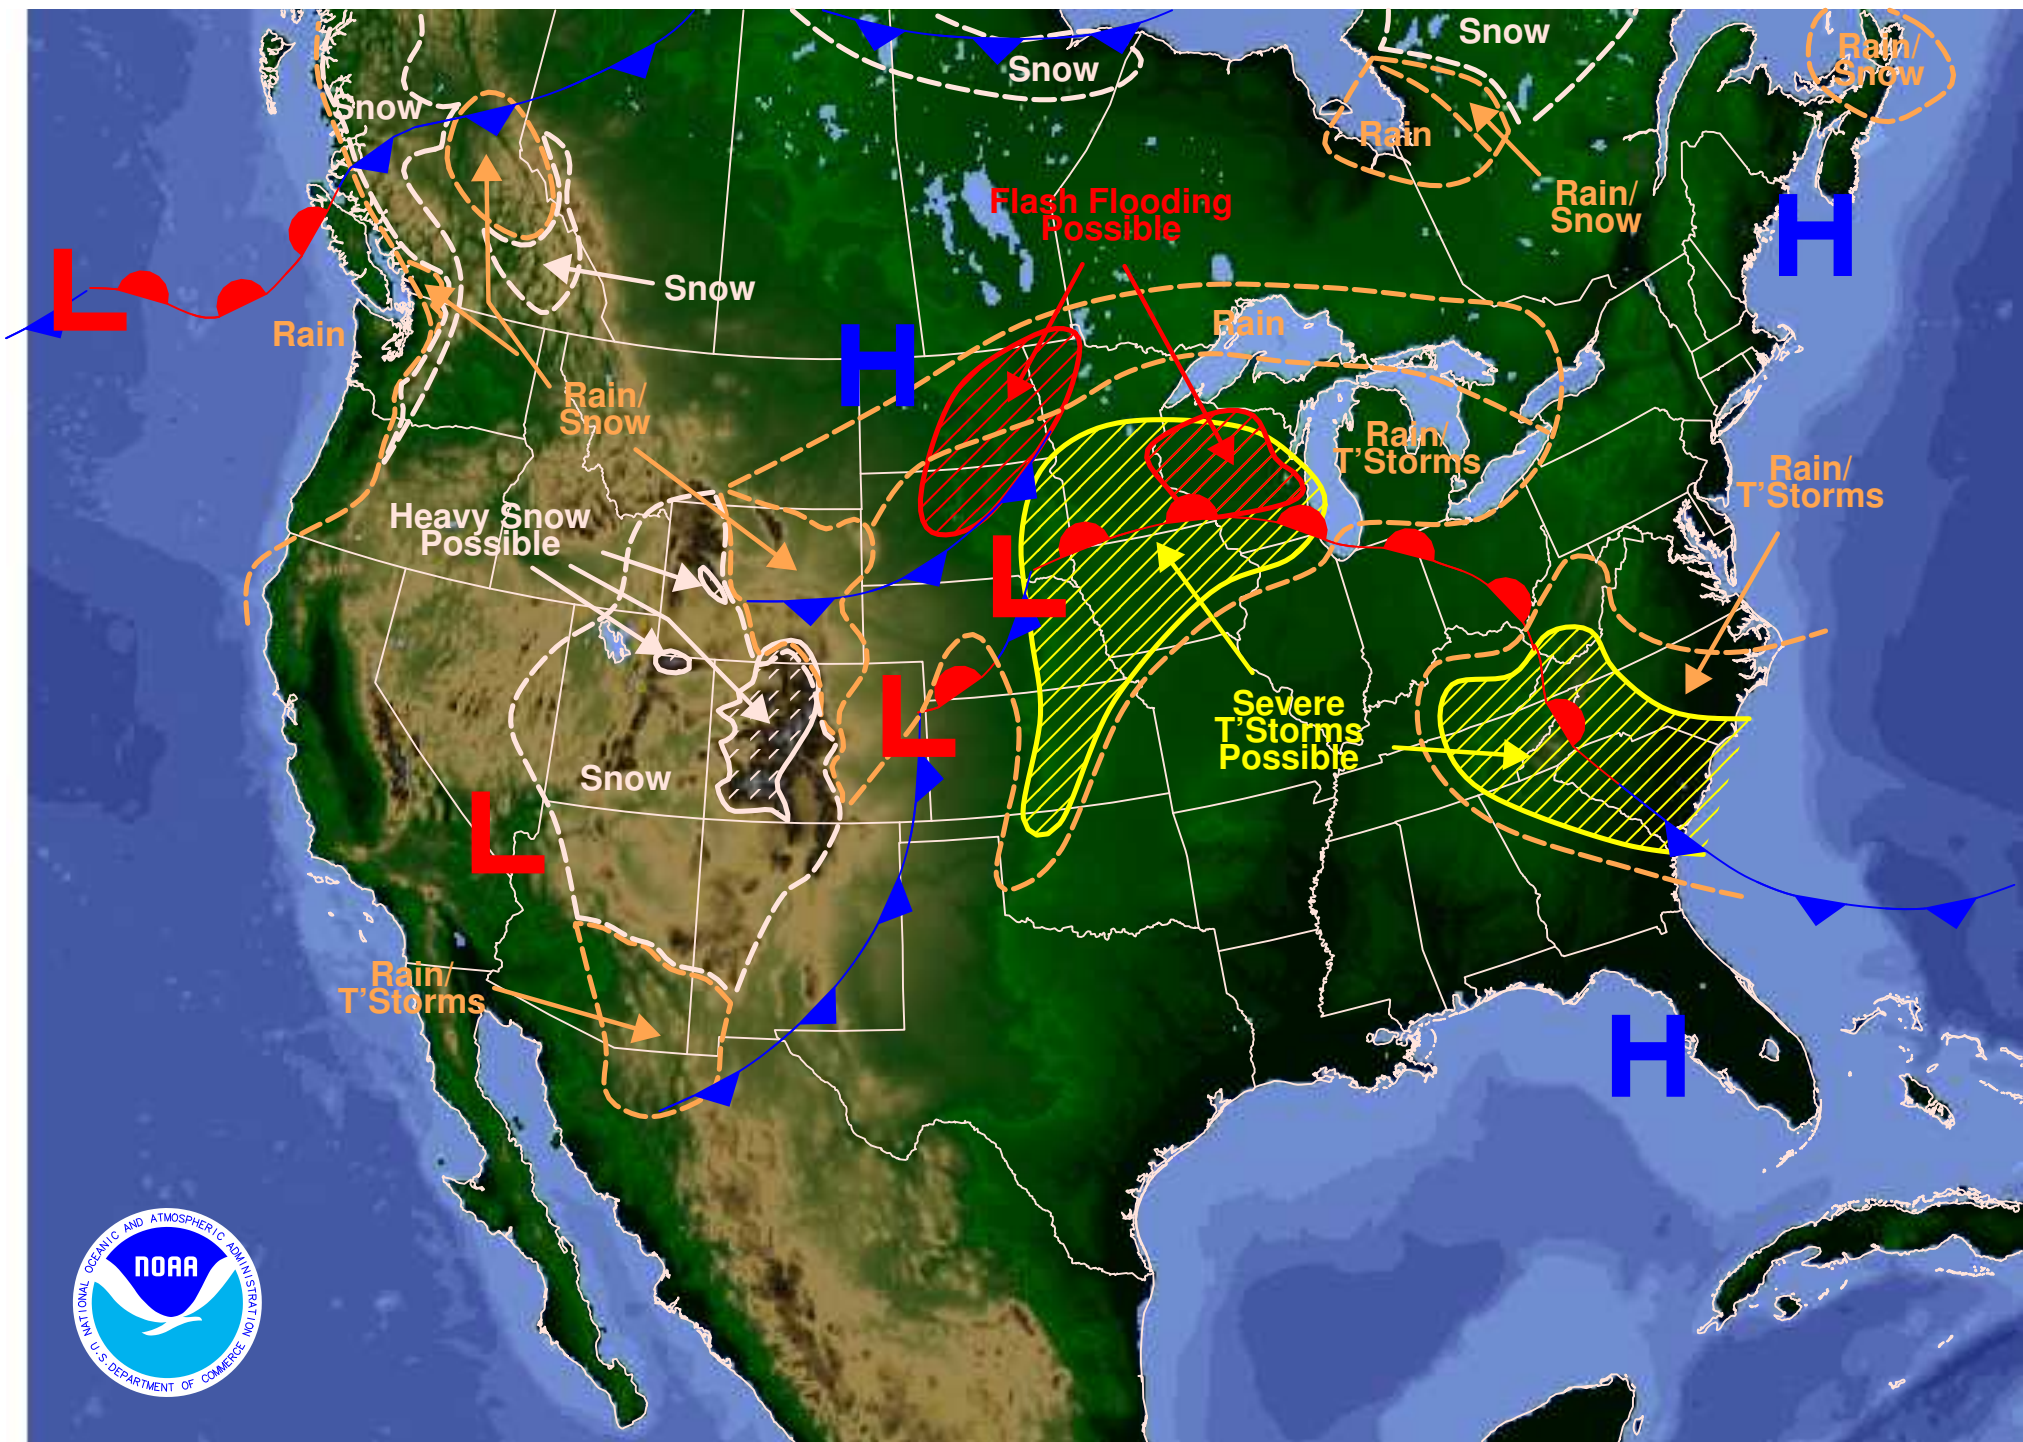 Snow
Rain/
Snow
Snow
Snow
Rain
Rain/
Snow
Flash Flooding
Possible
Snow
Rain
Rain
Rain/
Snow
Rain/
T'Storms
Rain/
T'Storms
Heavy Snow
Possible
Severe
T'Storms
Possible
Snow
Rain/
T'Storms
L
H
H
L
L
L
H
NATIONAL OCEANIC AND ATMOSPHERIC ADMINISTRATION
NOAA
U.S. DEPARTMENT OF COMMERCE